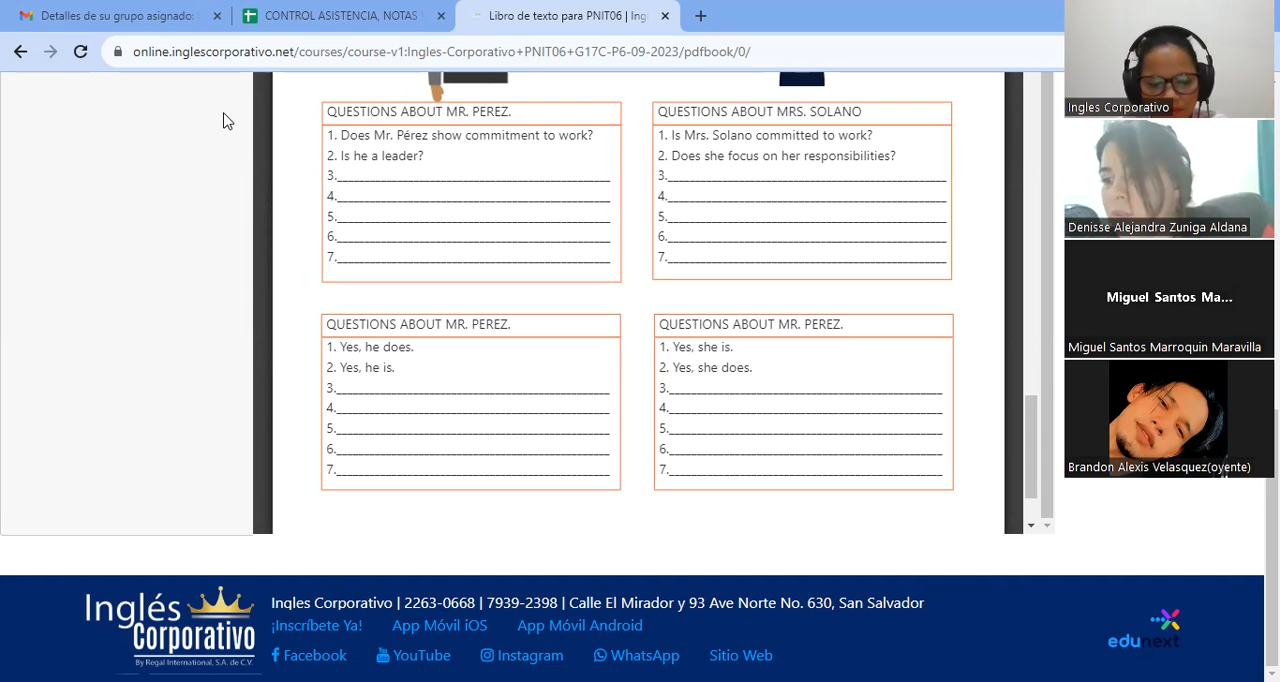 Detalles de su grupo asignado:
CONTROL ASISTENCIA, NOTAS
Libro de texto para PNIT06 | Ing
online.inglescorporativo.net/courses/course-v1:Ingles-Corporativo+PNIT06+G17C-P6-09-2023/pdfbook/0/
QUESTIONS ABOUT MR. PEREZ.
1. Does Mr. Pérez show commitment to work?
2. Is he a leader?
3.
4.
5.
6.
7.
QUESTIONS ABOUT MRS. SOLANO
1. Is Mrs. Solano committed to work?
2. Does she focus on her responsibilities?
3.
4.
5.
6.
7.
QUESTIONS ABOUT MR. PEREZ.
1. Yes, he does.
2. Yes, he is.
3.
4.
5.
6.
7.
QUESTIONS ABOUT MR. PEREZ.
1. Yes, she is.
2. Yes, she does.
3.
4.
5.
6.
7.
Ingles Corporativo
Denisse Alejandra Zuniga Aldana
Miguel Santos Ma...
Miguel Santos Marroquin Maravilla
Brandon Alexis Velasquez(oyente)
Inglés
Corporativo
By Regal International, S.A. de C.V.
Ingles Corporativo | 2263-0668 | 7939-2398 | Calle El Mirador y 93 Ave Norte No. 630, San Salvador
¡Inscríbete Ya! App Móvil iOS App Móvil Android
Facebook YouTube Instagram WhatsApp Sitio Web
edunext